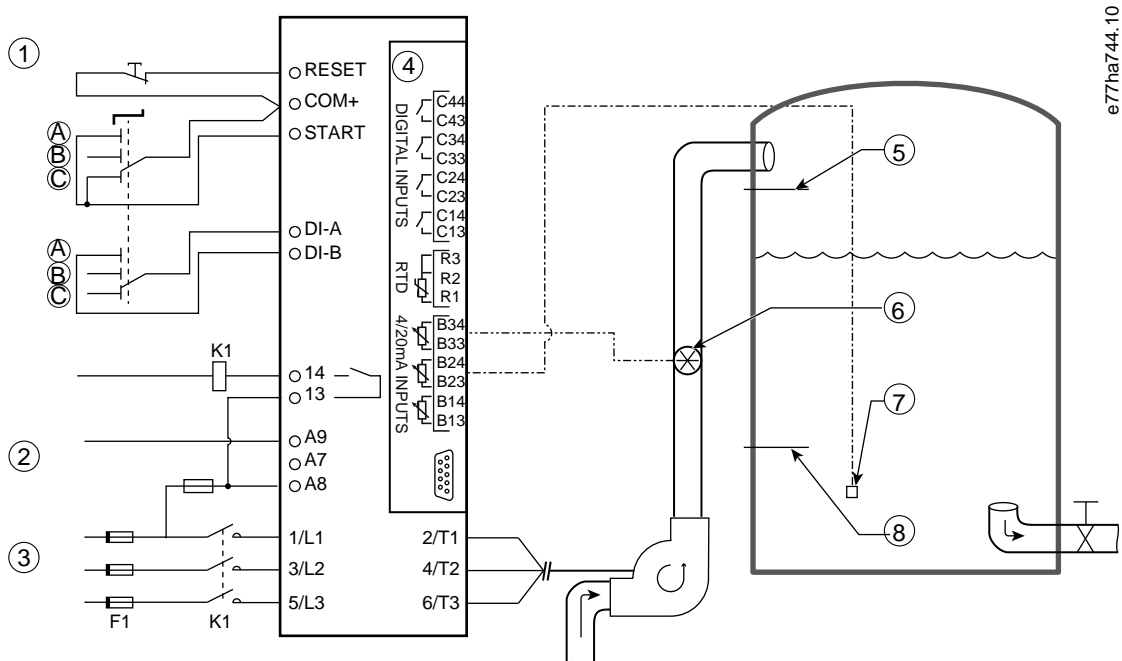 e77ha744.10
1
RESET
COM+
START
A
B
C
DI-A
DI-B
A
B
C
K1
14
13
2
A9
A7
A8
3
1/L1
3/L2
5/L3
F1
K1
4
DIGITAL INPUTS
C44
C43
C34
C33
C24
C23
C14
C13
RTD
R3
R2
R1
4/20mA INPUTS
B34
B33
B24
B23
B14
B13
2/T1
4/T2
6/T3
5
6
7
8